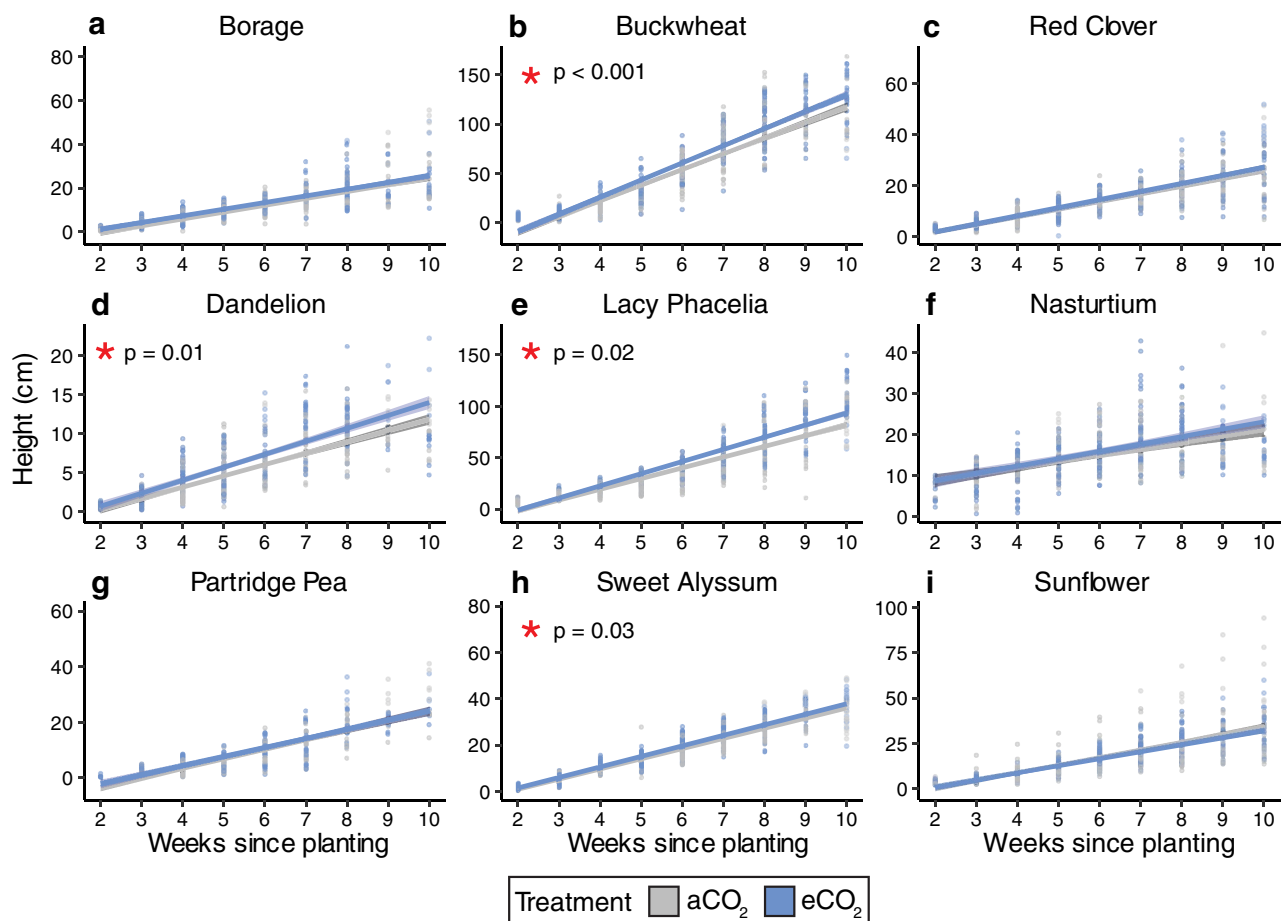 a Borage
80
60
40
20
0
2 3 4 5 6 7 8 9 10
b Buckwheat
* p < 0.001
150
100
50
0
2 3 4 5 6 7 8 9 10
c Red Clover
60
40
20
0
2 3 4 5 6 7 8 9 10
Height (cm)
d Dandelion
* p = 0.01
20
15
10
5
0
2 3 4 5 6 7 8 9 10
e Lacy Phacelia
* p = 0.02
150
100
50
0
2 3 4 5 6 7 8 9 10
f Nasturtium
40
30
20
10
0
2 3 4 5 6 7 8 9 10
g Partridge Pea
60
40
20
0
2 3 4 5 6 7 8 9 10
Weeks since planting
h Sweet Alyssum
* p = 0.03
80
60
40
20
0
2 3 4 5 6 7 8 9 10
Weeks since planting
i Sunflower
100
75
50
25
0
2 3 4 5 6 7 8 9 10
Weeks since planting
Treatment aCO₂ eCO₂